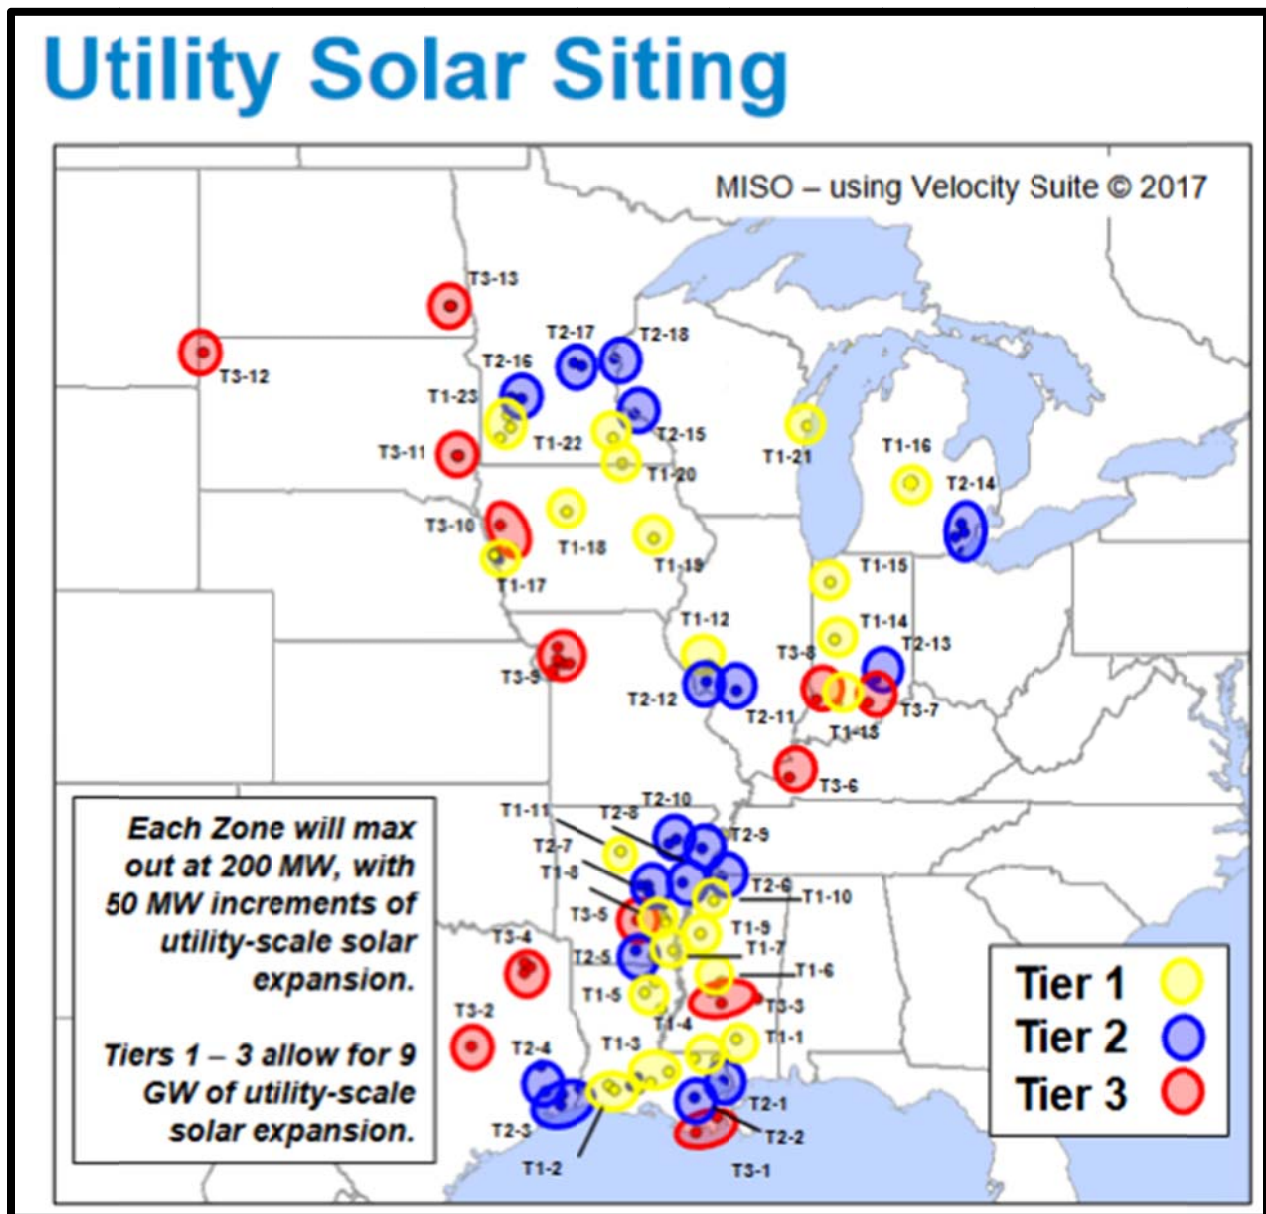 Utility Solar Siting
MISO – using Velocity Suite © 2017
T3-13
T3-12
T2-17
T2-18
T2-16
T1-23
T1-22
T2-15
T3-11
T1-20
T1-21
T1-16
T2-14
T3-10
T1-18
T1-19
T1-17
T1-15
T1-12
T1-14
T2-13
T3-8
T3-9
T2-12
T2-11
T3-7
T1-13
T3-6
T2-10
T1-11
T2-8
T2-9
T2-7
T1-8
T2-6
T1-10
T3-5
T1-9
T3-4
T1-7
T2-5
T1-6
T1-5
T3-3
T3-2
T1-4
T1-1
T1-3
T2-4
T2-1
T2-3
T2-2
T1-2
T3-1
Each Zone will max
out at 200 MW, with
50 MW increments of
utility-scale solar
expansion.
Tiers 1 – 3 allow for 9
GW of utility-scale
solar expansion.
Tier 1
Tier 2
Tier 3